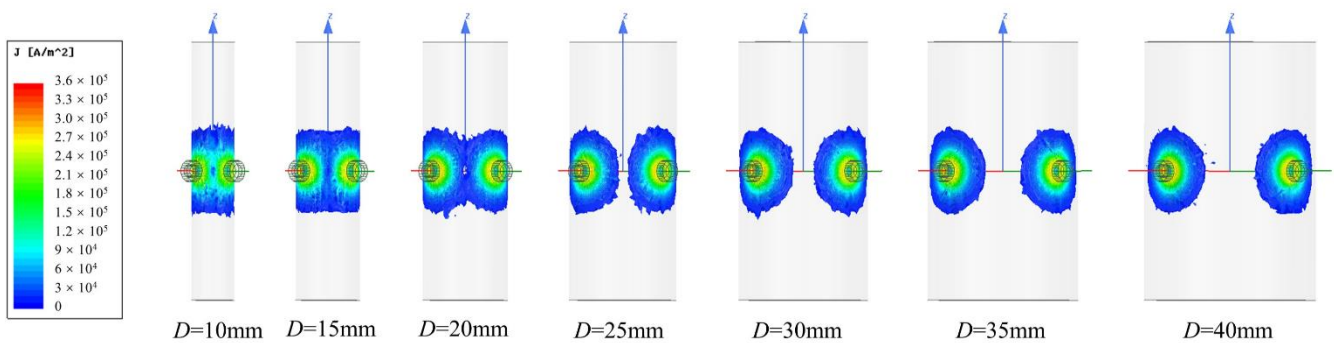 J [A/m^2]
3.6 × 10⁵
3.3 × 10⁵
3.0 × 10⁵
2.7 × 10⁵
2.4 × 10⁵
2.1 × 10⁵
1.8 × 10⁵
1.5 × 10⁵
1.2 × 10⁵
9 × 10⁴
6 × 10⁴
3 × 10⁴
0
z z z z z z z
D=10mm D=15mm D=20mm D=25mm D=30mm D=35mm D=40mm